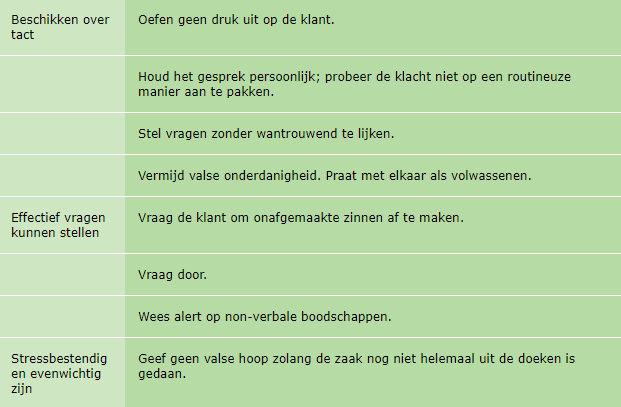 Beschikken over
tact
Oefen geen druk uit op de klant.
Houd het gesprek persoonlijk; probeer de klacht niet op een routineuze
manier aan te pakken.
Stel vragen zonder wantrouwend te lijken.
Vermijd valse onderdanigheid. Praat met elkaar als volwassenen.
Effectief vragen
kunnen stellen
Vraag de klant om onafgemaakte zinnen af te maken.
Vraag door.
Wees alert op non-verbale boodschappen.
Stressbestendig
en evenwichtig
zijn
Geef geen valse hoop zolang de zaak nog niet helemaal uit de doeken is
gedaan.